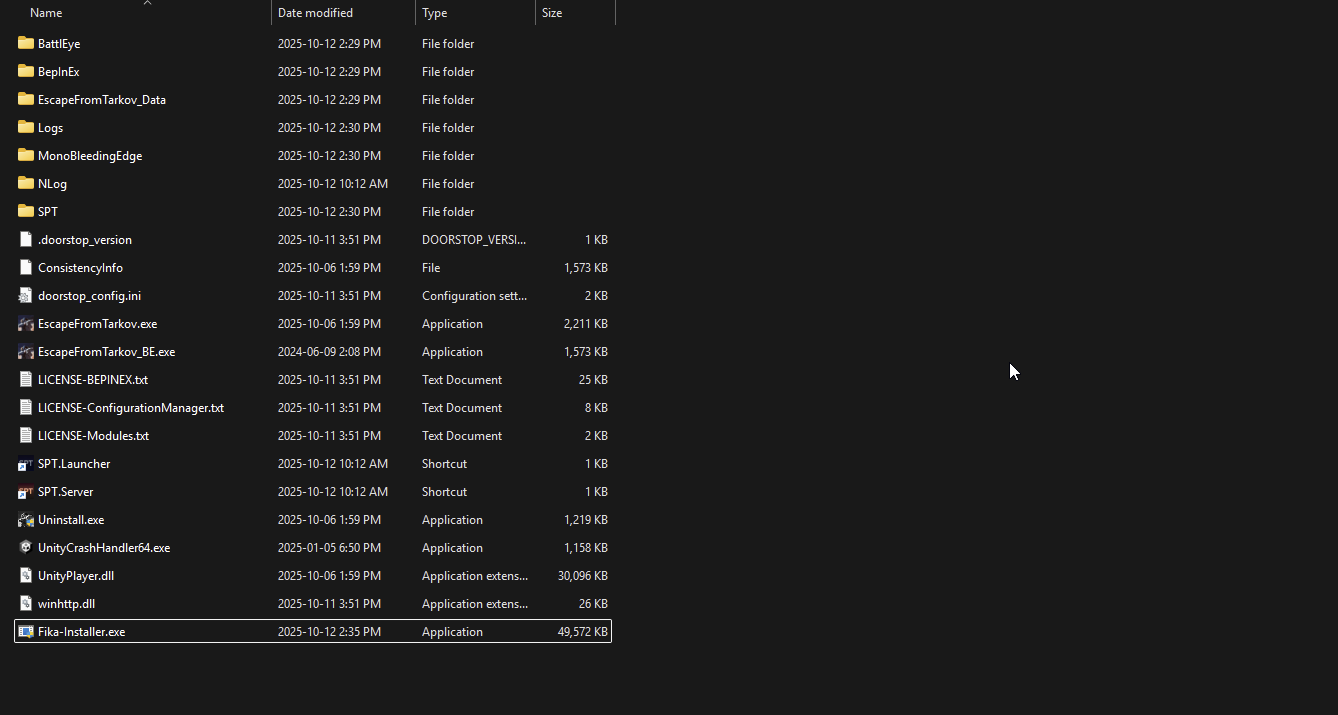 Name Date modified Type Size
BattlEye 2025-10-12 2:29 PM File folder
BepInEx 2025-10-12 2:29 PM File folder
EscapeFromTarkov_Data 2025-10-12 2:29 PM File folder
Logs 2025-10-12 2:30 PM File folder
MonoBleedingEdge 2025-10-12 2:30 PM File folder
NLog 2025-10-12 10:12 AM File folder
SPT 2025-10-12 2:30 PM File folder
.doorstop_version 2025-10-11 3:51 PM DOORSTOP_VERSI... 1 KB
ConsistencyInfo 2025-10-06 1:59 PM File 1,573 KB
doorstop_config.ini 2025-10-11 3:51 PM Configuration sett... 2 KB
EscapeFromTarkov.exe 2025-10-06 1:59 PM Application 2,211 KB
EscapeFromTarkov_BE.exe 2024-06-09 2:08 PM Application 1,573 KB
LICENSE-BEPINEX.txt 2025-10-11 3:51 PM Text Document 25 KB
LICENSE-ConfigurationManager.txt 2025-10-11 3:51 PM Text Document 8 KB
LICENSE-Modules.txt 2025-10-11 3:51 PM Text Document 2 KB
SPT.Launcher 2025-10-12 10:12 AM Shortcut 1 KB
SPT.Server 2025-10-12 10:12 AM Shortcut 1 KB
Uninstall.exe 2025-10-06 1:59 PM Application 1,219 KB
UnityCrashHandler64.exe 2025-01-05 6:50 PM Application 1,158 KB
UnityPlayer.dll 2025-10-06 1:59 PM Application extens... 30,096 KB
winhttp.dll 2025-10-11 3:51 PM Application extens... 26 KB
Fika-Installer.exe 2025-10-12 2:35 PM Application 49,572 KB